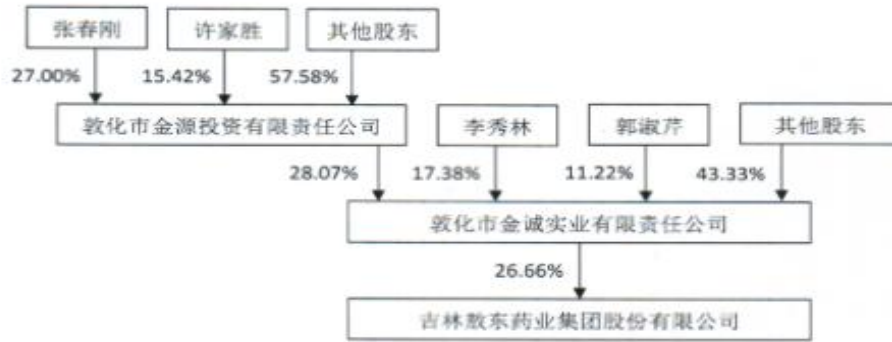 张春刚 许家胜 其他股东
27.00% 15.42% 57.58%
敦化市金源投资有限责任公司 李秀林 郭淑芹 其他股东
28.07% 17.38% 11.22% 43.33%
敦化市金诚实业有限责任公司
26.66%
吉林敖东药业集团股份有限公司